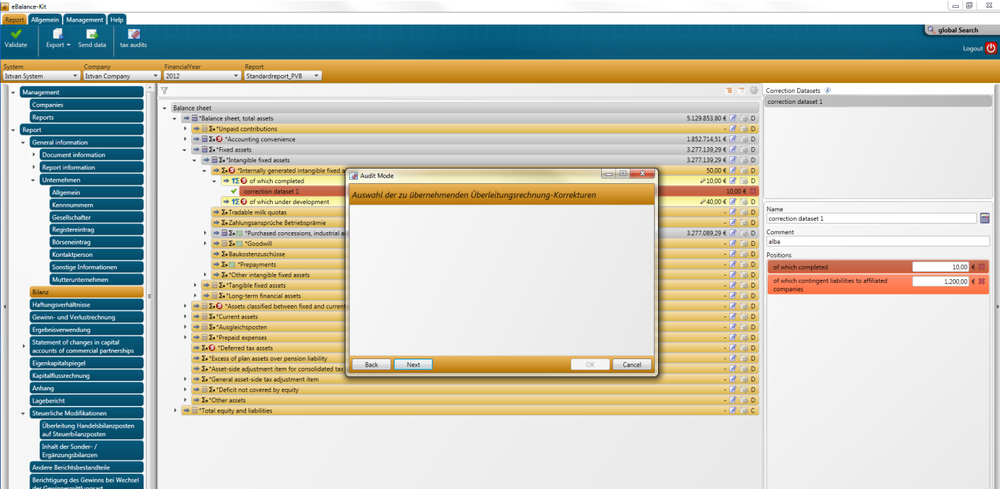 eBalance-Kit
Report Allgemein Management Help
Validate Export Send data tax audits
global Search
Logout
System Company FinancialYear Report
Istvan System Istvan Company 2012 Standardreport_PVB
Management
Companies
Reports
Report
General information
Document information
Report information
Unternehmen
Allgemein
Kennnummern
Gesellschafter
Registereintrag
Börseneintrag
Kontaktperson
Sonstige Informationen
Mutterunternehmen
Bilanz
Haftungsverhältnisse
Gewinn- und Verlustrechnung
Ergebnisverwendung
Statement of changes in capital
accounts of commercial partnerships
Eigenkapitalspiegel
Kapitalflussrechnung
Anhang
Lagebericht
Steuerliche Modifikationen
Überleitung Handelsbilanzposten
auf Steuerbilanzposten
Inhalt der Sonder- /
Ergänzungsbilanzen
Andere Berichtsbestandteile
Berichtigung des Gewinns bei Wechsel
der Gewinnermittlungsart
Balance sheet
*Balance sheet, total assets 5.129.853,80 € D
Σ+*Unpaid contributions - D
Σ+ *Accounting convenience 1.852.714,51 € D
Σ+*Fixed assets 3.277.139,29 € D
Σ+*Intangible fixed assets 3.277.139,29 € D
Σ+ *Internally generated intangible fixed a 50,00 € D
of which completed 10,00 € D
correction dataset 1 10,00 €
of which under development 40,00 € D
Σ+Tradable milk quotas - D
Σ+Zahlungsansprüche Betriebsprämie - D
Σ+ *Purchased concessions, industrial a 3.277.089,29 € D
Σ+ *Goodwill - D
Σ+Baukostenzuschüsse - D
Σ+ *Prepayments - D
Σ+*Other intangible fixed assets - D
Σ+*Tangible fixed assets - D
Σ+*Long-term financial assets - D
Σ+ *Assets classified between fixed and current - D
Σ+*Current assets - D
Σ+*Ausgleichsposten - D
Σ+*Prepaid expenses - D
Σ+ *Deferred tax assets - D
Σ+*Excess of plan assets over pension liability - D
Σ+*Asset-side adjustment item for consolidated tax - D
Σ+*General asset-side tax adjustment item - D
Σ+*Deficit not covered by equity - D
Σ+*Other assets - D
*Total equity and liabilities - C
Audit Mode
Auswahl der zu übernehmenden Überleitungsrechnung-Korrekturen
Back Next OK Cancel
Correction Datasets
correction dataset 1
Name
correction dataset 1
Comment
alba
Positions
of which completed 10,00 €
of which contingent liabilities to affiliated 1.200,00 €
companies